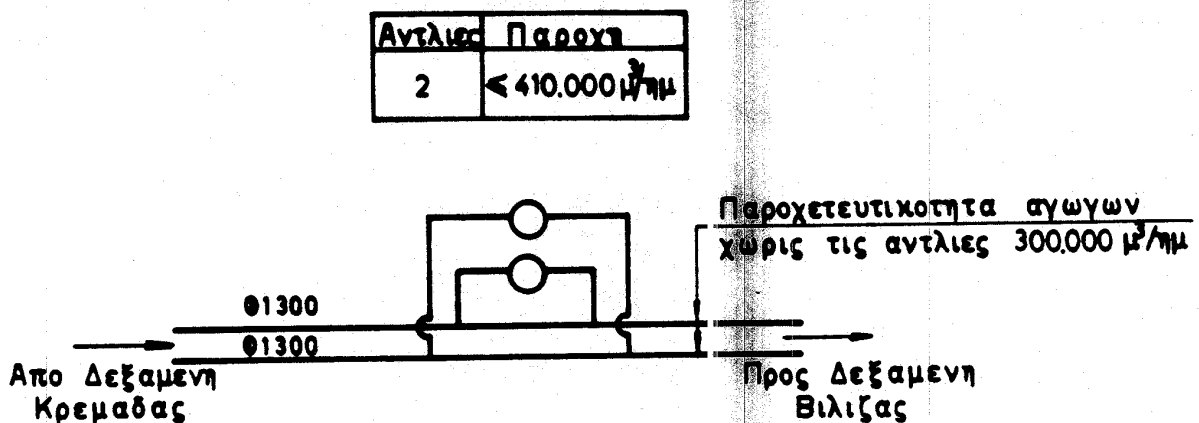 Αντλιες Παροχη
2 ≤ 410.000 μ³/ημ
Παροχετευτικοτητα αγωγων
χωρις τις αντλιες 300.000 μ³/ημ
Φ1300
Φ1300
Απο Δεξαμενη
Κρεμαδας
Προς Δεξαμενη
Βιλιζας